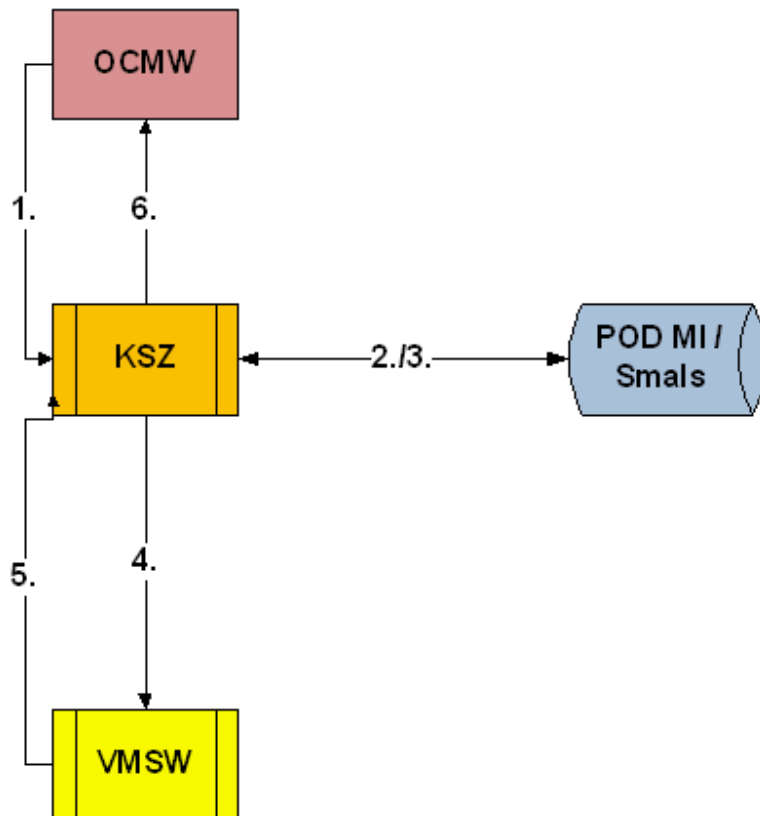 OCMW
1.
6.
KSZ
2./3.
POD MI /
Smals
5.
4.
VMSW